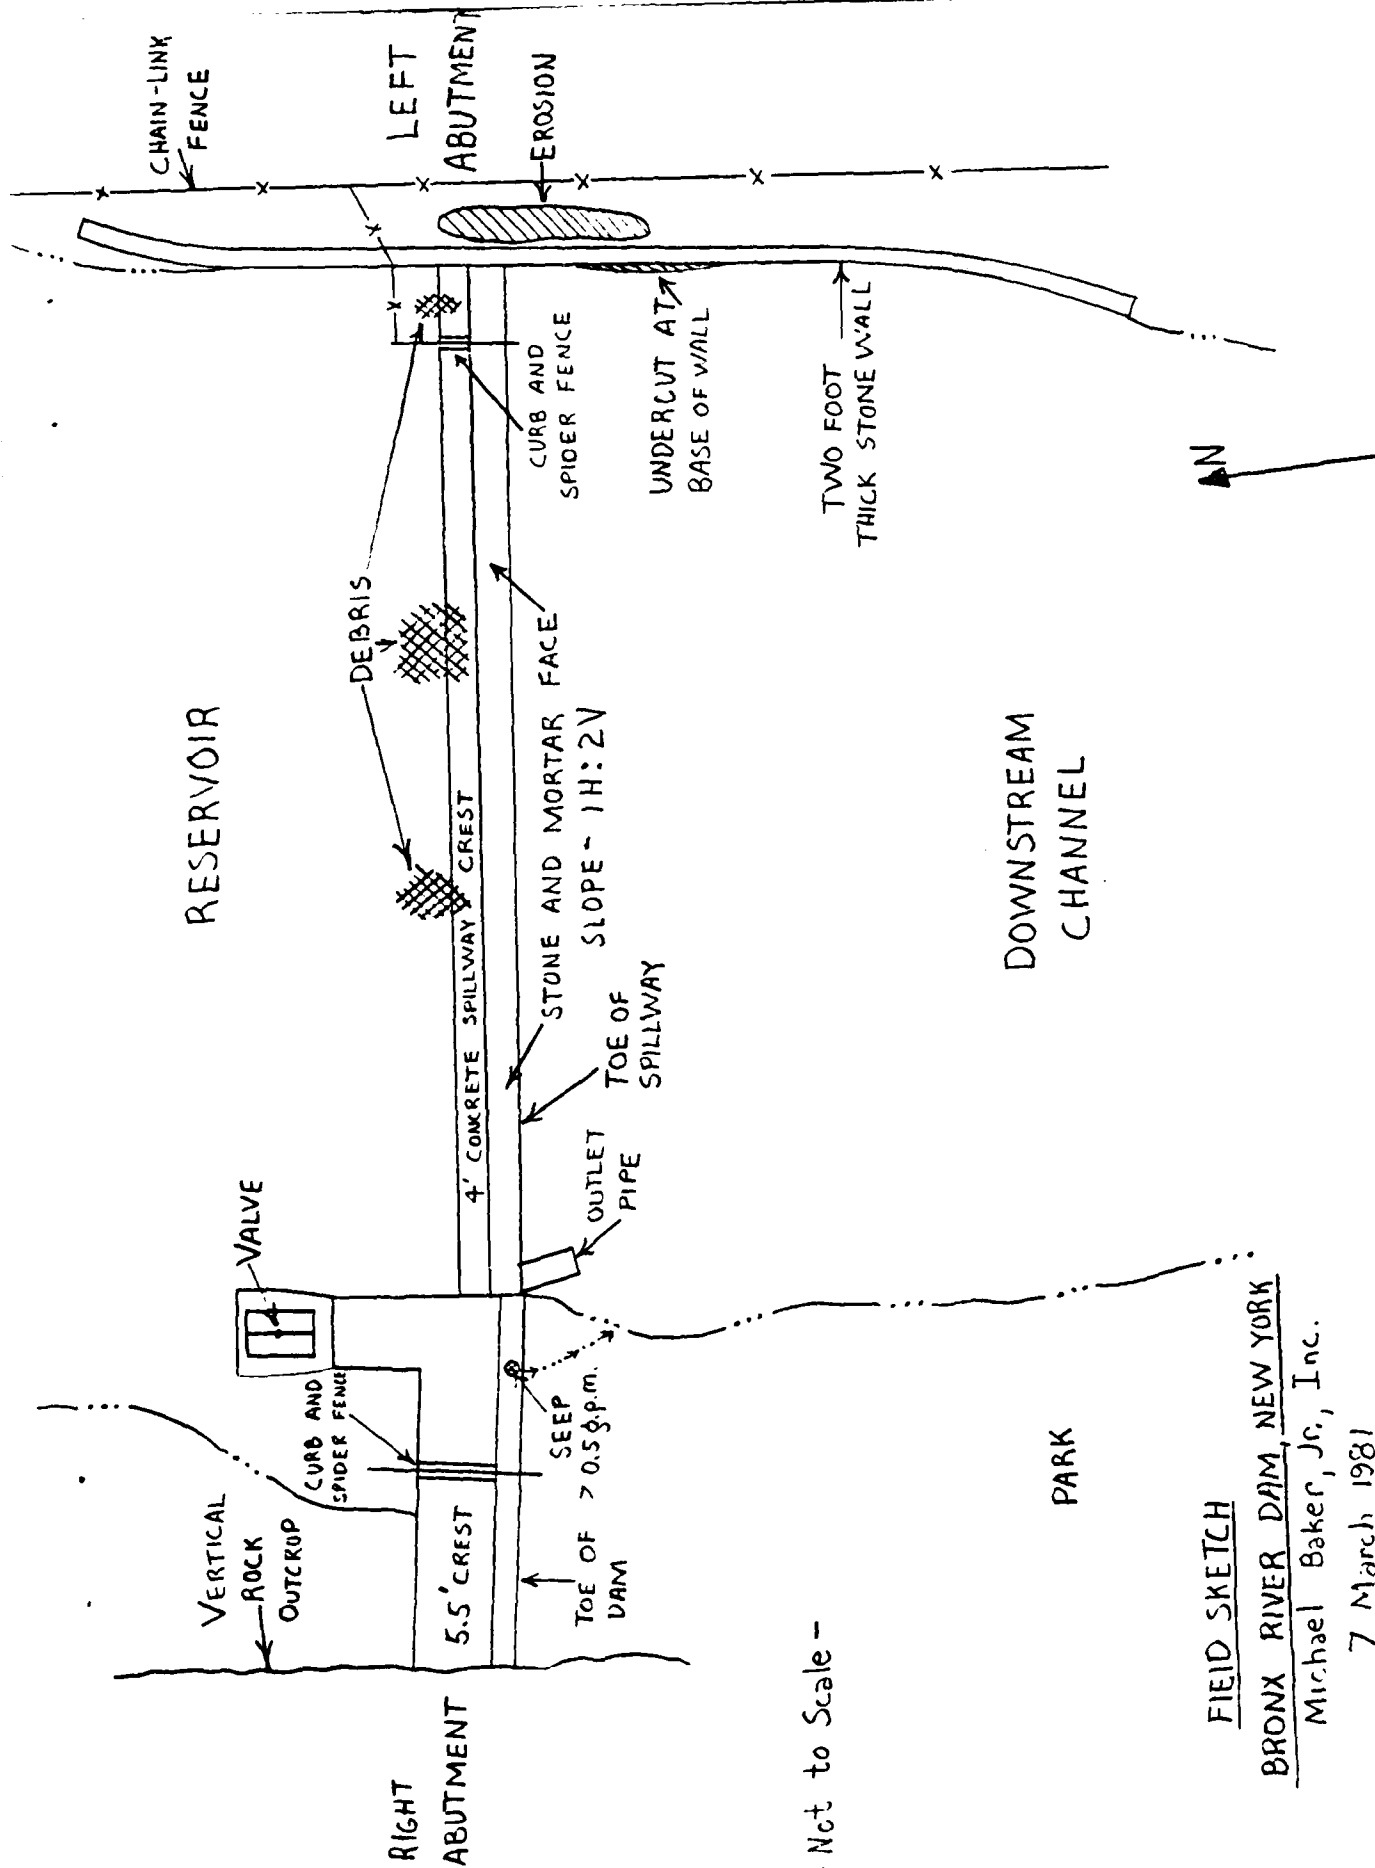 CHAIN-LINK
FENCE
LEFT
ABUTMENT
EROSION
RESERVOIR
DEBRIS
CURB AND
SPIDER FENCE
UNDERCUT AT
BASE OF WALL
TWO FOOT
THICK STONE WALL
N
4' CONCRETE SPILLWAY CREST
STONE AND MORTAR FACE
SLOPE - 1H:2V
TOE OF
SPILLWAY
OUTLET
PIPE
DOWNSTREAM
CHANNEL
VALVE
CURB AND
SPIDER FENCE
VERTICAL
ROCK
OUTCROP
5.5' CREST
SEEP
> 0.5 g.p.m.
TOE OF
DAM
RIGHT
ABUTMENT
PARK
- Not to Scale -
FIELD SKETCH
BRONX RIVER DAM, NEW YORK
Michael Baker, Jr., Inc.
7 March 1981